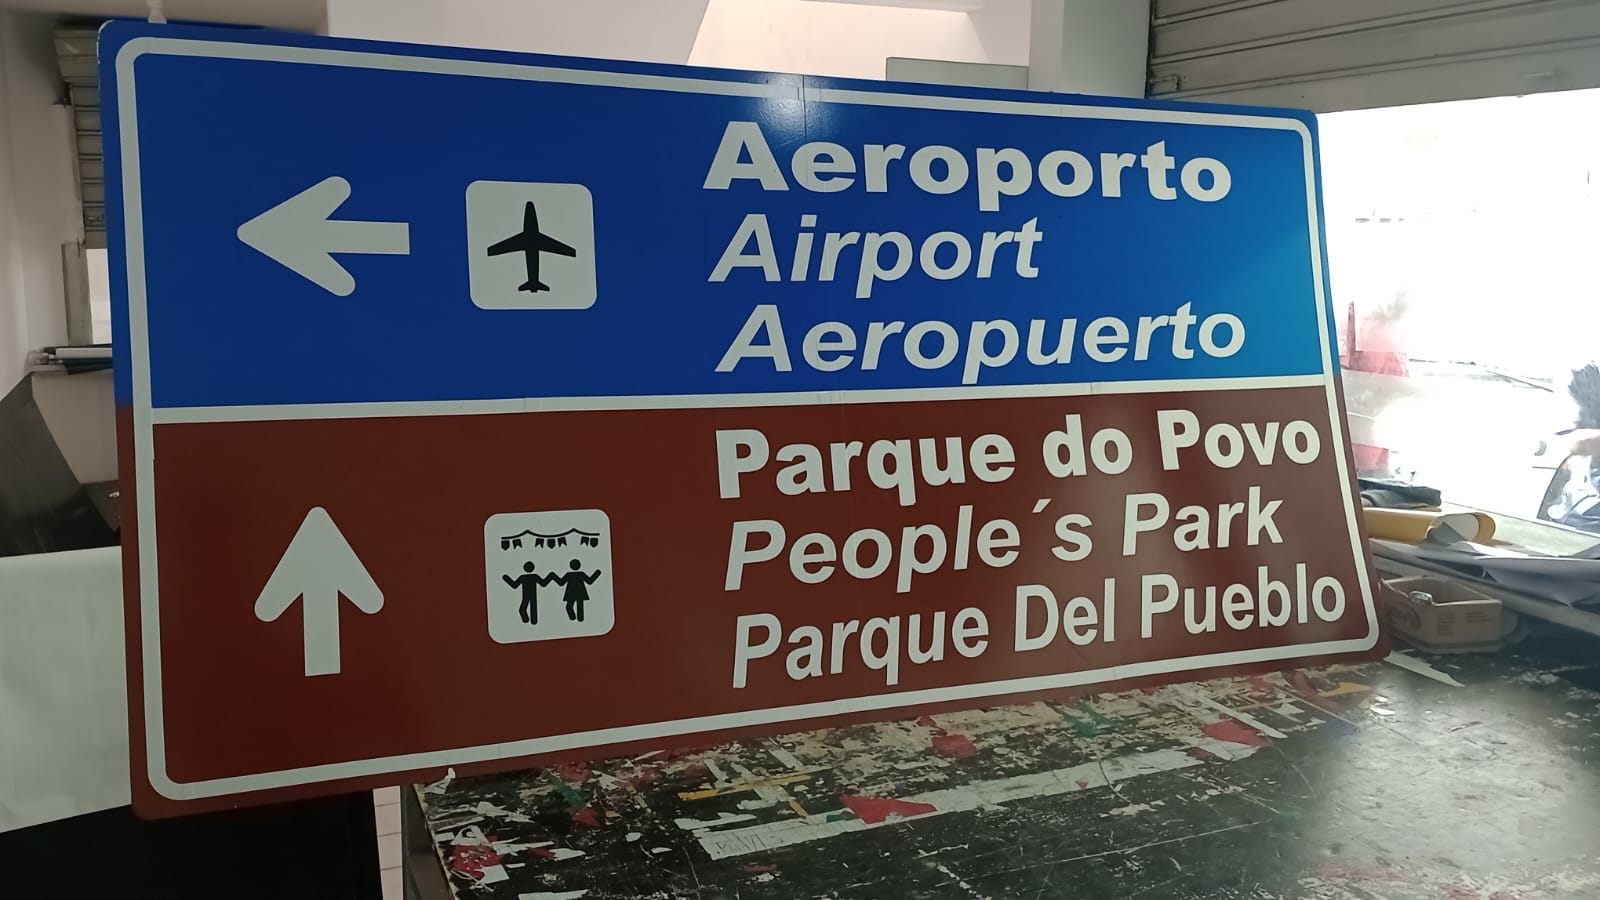 Aeroporto
Airport
Aeropuerto
Parque do Povo
People´s Park
Parque Del Pueblo